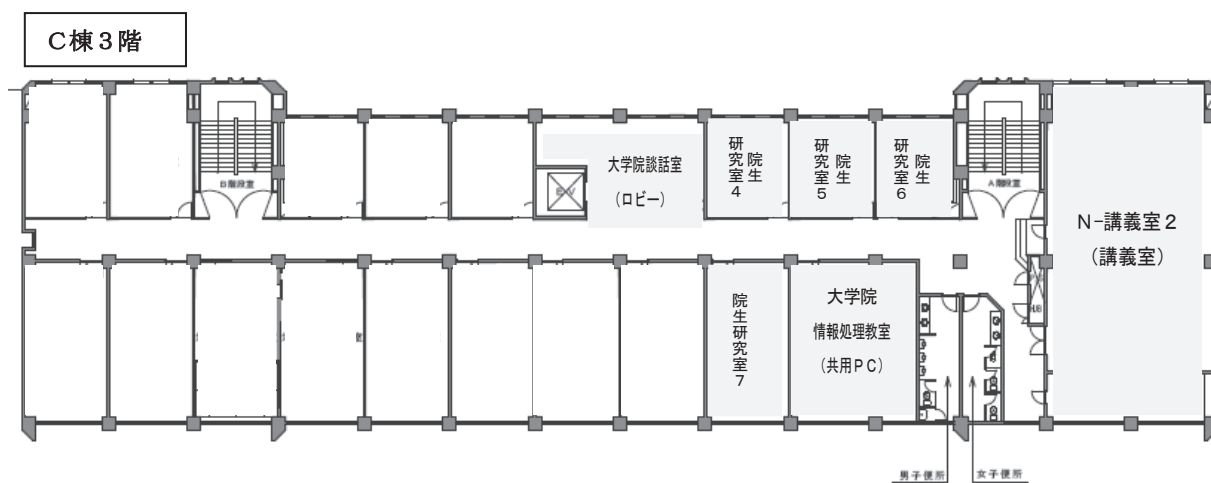 C棟3階
B階段室
大学院談話室
(ロビー)
院生
研究室4
院生
研究室5
院生
研究室6
A階段室
N-講義室2
(講義室)
院生研究室7
大学院
情報処理教室
(共用PC)
男子便所
女子便所